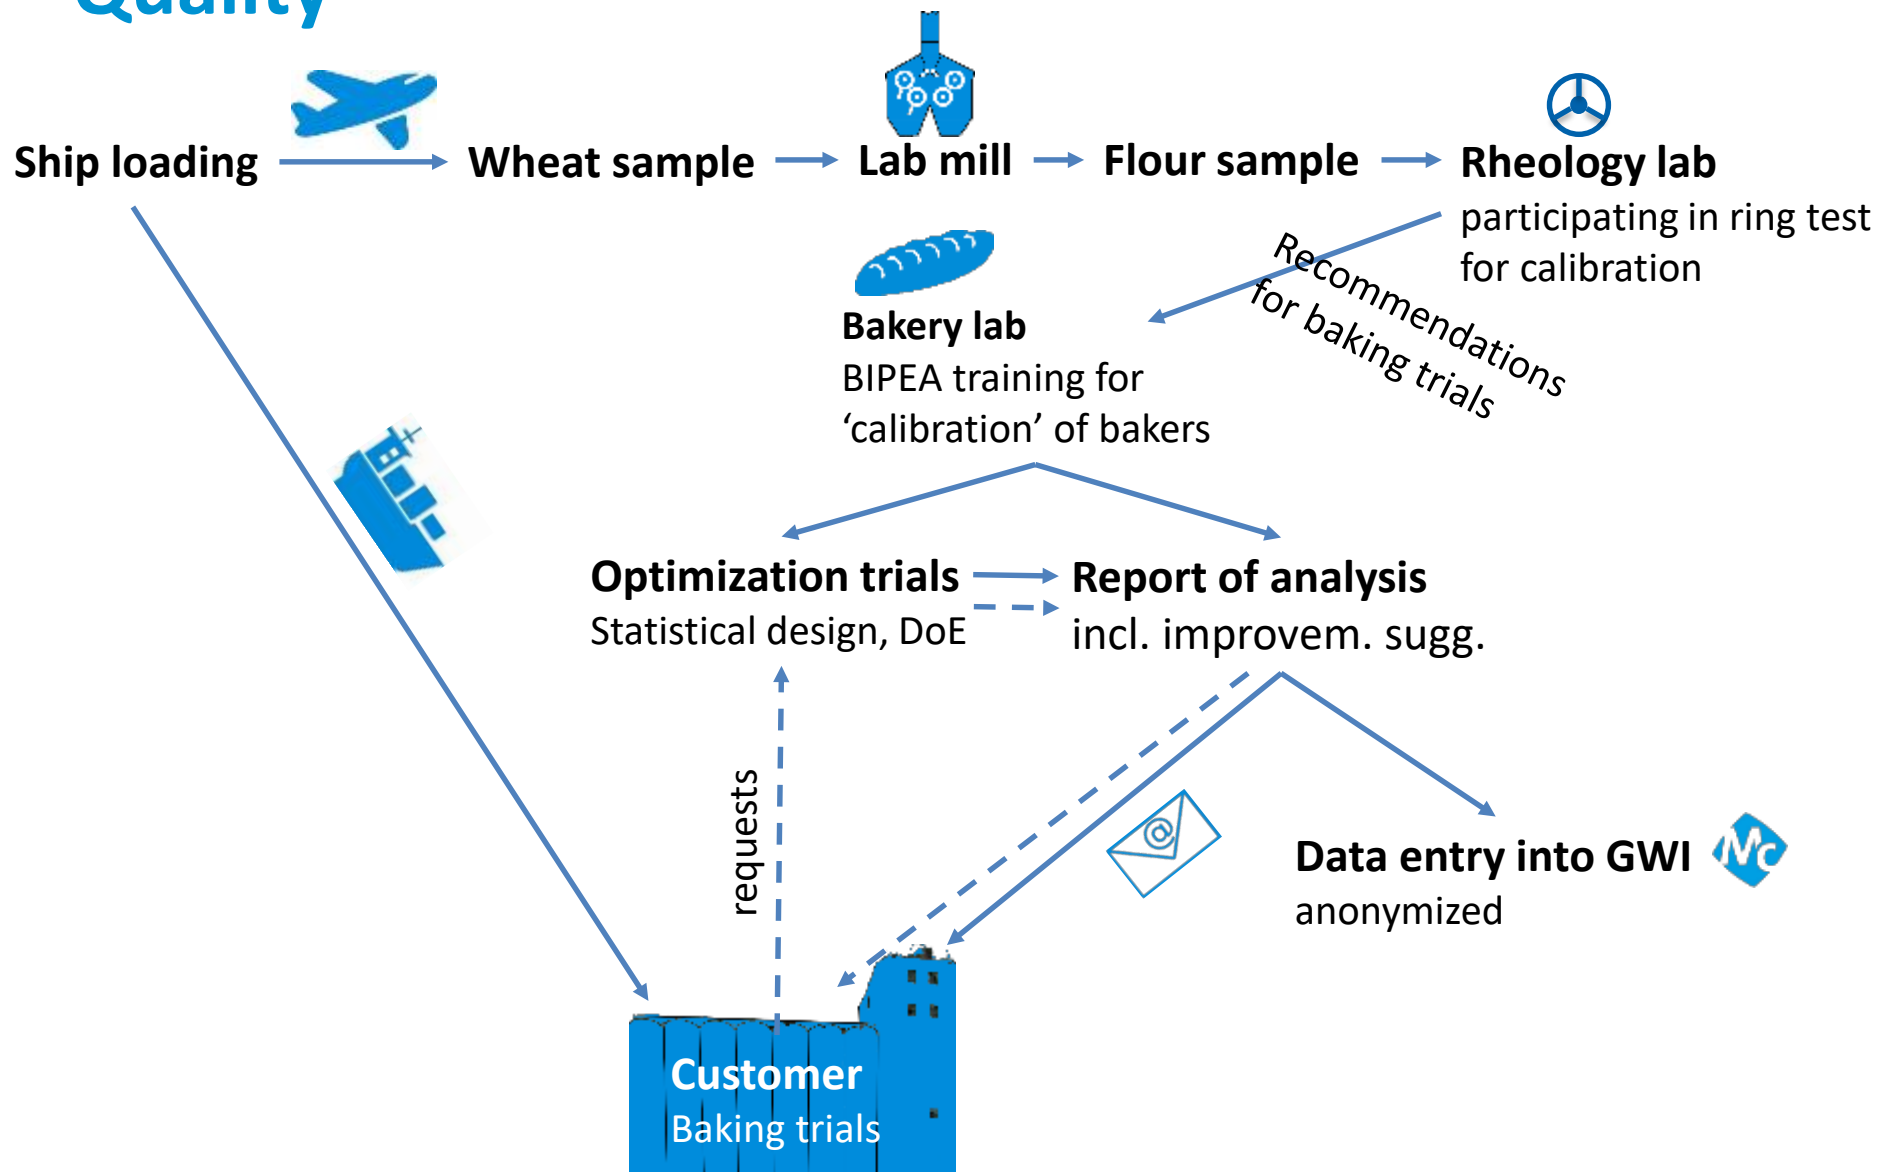 Quality
Ship loading
Wheat sample
Lab mill
Flour sample
Rheology lab
participating in ring test
for calibration
Recommendations
for baking trials
Bakery lab
BIPEA training for
‘calibration’ of bakers
Optimization trials
Statistical design, DoE
Report of analysis
incl. improvem. sugg.
requests
@
Data entry into GWI
Mc
anonymized
Customer
Baking trials